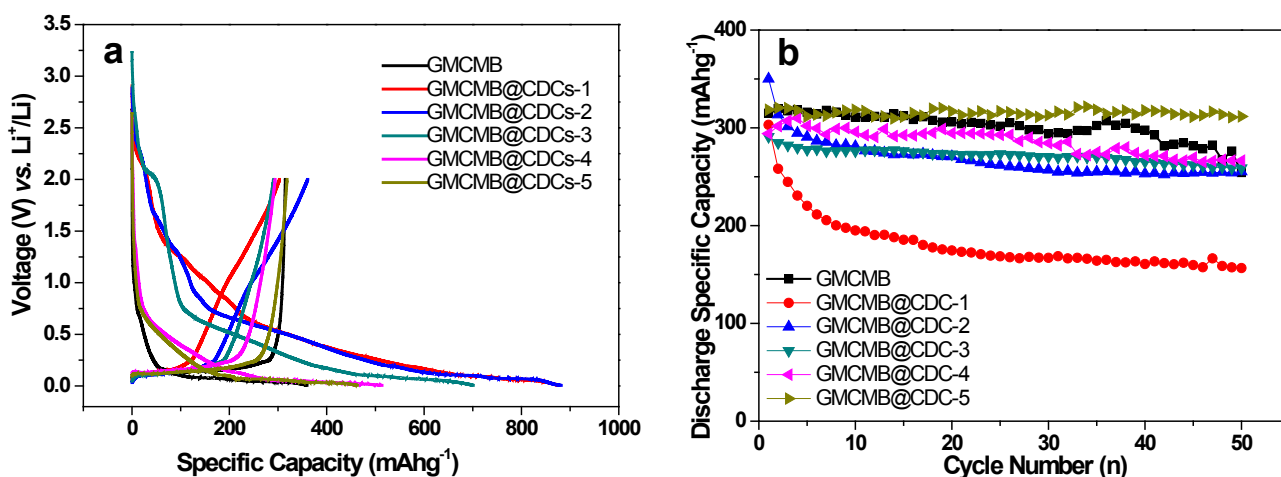 a
Voltage (V) vs. Li⁺/Li)
3.5
3.0
2.5
2.0
1.5
1.0
0.5
0.0
GMCMB
GMCMB@CDCs-1
GMCMB@CDCs-2
GMCMB@CDCs-3
GMCMB@CDCs-4
GMCMB@CDCs-5
0 200 400 600 800 1000
Specific Capacity (mAhg⁻¹)
b
Discharge Specific Capacity (mAhg⁻¹)
400
300
250
100
0
GMCMB
GMCMB@CDC-1
GMCMB@CDC-2
GMCMB@CDC-3
GMCMB@CDC-4
GMCMB@CDC-5
0 10 20 30 40 50
Cycle Number (n)